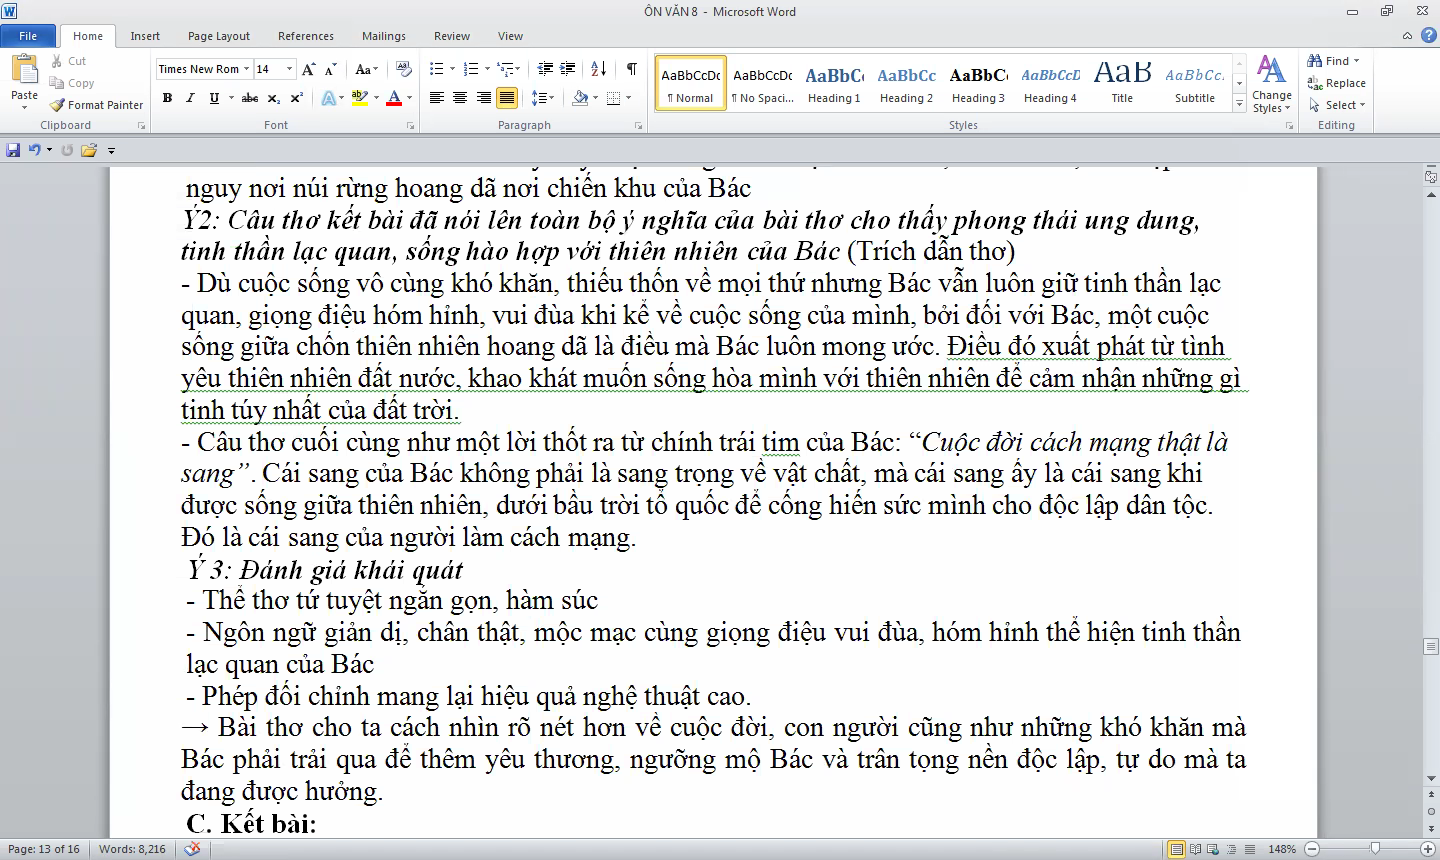 ÔN VĂN 8 - Microsoft Word
File Home Insert Page Layout References Mailings Review View
Paste Cut Copy Format Painter Clipboard
Times New Rom 14 Font
Paragraph
AaBbCcDc AaBbCcDc AaBbCc AaBbCc AaBbCc AaBbCcD AaB AaBbCc.
¶ Normal ¶ No Spaci... Heading 1 Heading 2 Heading 3 Heading 4 Title Subtitle
Styles
Change Styles
Find Replace Select Editing
nguy nơi núi rừng hoang dã nơi chiến khu của Bác
Ý2: Câu thơ kết bài đã nói lên toàn bộ ý nghĩa của bài thơ cho thấy phong thái ung dung,
tinh thần lạc quan, sống hào hợp với thiên nhiên của Bác (Trích dẫn thơ)
- Dù cuộc sống vô cùng khó khăn, thiếu thốn về mọi thứ nhưng Bác vẫn luôn giữ tinh thần lạc
quan, giọng điệu hóm hỉnh, vui đùa khi kể về cuộc sống của mình, bởi đối với Bác, một cuộc
sống giữa chốn thiên nhiên hoang dã là điều mà Bác luôn mong ước. Điều đó xuất phát từ tình
yêu thiên nhiên đất nước, khao khát muốn sống hòa mình với thiên nhiên để cảm nhận những gì
tinh túy nhất của đất trời.
- Câu thơ cuối cùng như một lời thốt ra từ chính trái tim của Bác: “Cuộc đời cách mạng thật là
sang”. Cái sang của Bác không phải là sang trọng về vật chất, mà cái sang ấy là cái sang khi
được sống giữa thiên nhiên, dưới bầu trời tổ quốc để cống hiến sức mình cho độc lập dân tộc.
Đó là cái sang của người làm cách mạng.
Ý 3: Đánh giá khái quát
- Thể thơ tứ tuyệt ngắn gọn, hàm súc
- Ngôn ngữ giản dị, chân thật, mộc mạc cùng giọng điệu vui đùa, hóm hỉnh thể hiện tinh thần
lạc quan của Bác
- Phép đối chỉnh mang lại hiệu quả nghệ thuật cao.
→ Bài thơ cho ta cách nhìn rõ nét hơn về cuộc đời, con người cũng như những khó khăn mà
Bác phải trải qua để thêm yêu thương, ngưỡng mộ Bác và trân tọng nền độc lập, tự do mà ta
đang được hưởng.
C. Kết bài:
Page: 13 of 16 Words: 8,216 148%